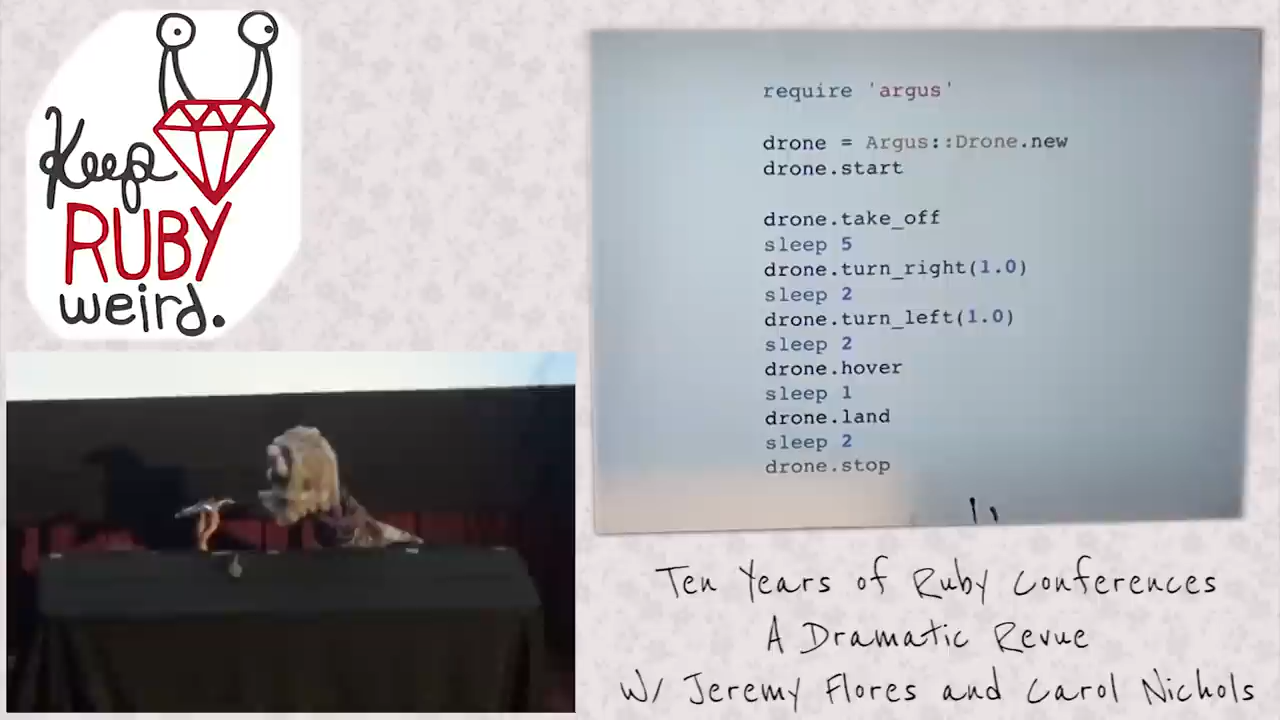 Keep
RUBY
weird.
require 'argus'
drone = Argus::Drone.new
drone.start
drone.take_off
sleep 5
drone.turn_right(1.0)
sleep 2
drone.turn_left(1.0)
sleep 2
drone.hover
sleep 1
drone.land
sleep 2
drone.stop
Ten Years of Ruby Conferences
A Dramatic Revue
W/ Jeremy Flores and Carol Nichols